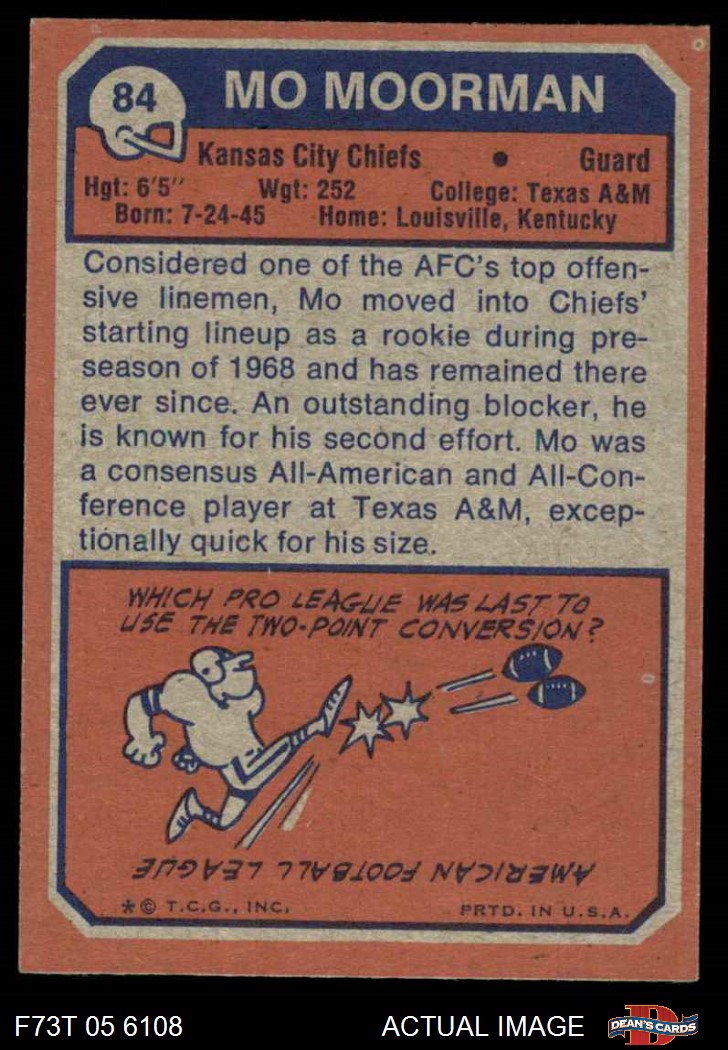 84
MO MOORMAN
Kansas City Chiefs • Guard
Hgt: 6'5" Wgt: 252 College: Texas A&M
Born: 7-24-45 Home: Louisville, Kentucky
Considered one of the AFC's top offen-
sive linemen, Mo moved into Chiefs'
starting lineup as a rookie during pre-
season of 1968 and has remained there
ever since. An outstanding blocker, he
is known for his second effort. Mo was
a consensus All-American and All-Con-
ference player at Texas A&M, excep-
tionally quick for his size.
WHICH PRO LEAGUE WAS LAST TO
USE THE TWO-POINT CONVERSION?
AMERICAN FOOTBALL LEAGUE
*© T.C.G., INC. PRTD. IN U.S.A.
F73T 05 6108 ACTUAL IMAGE
D
DEAN'S CARDS